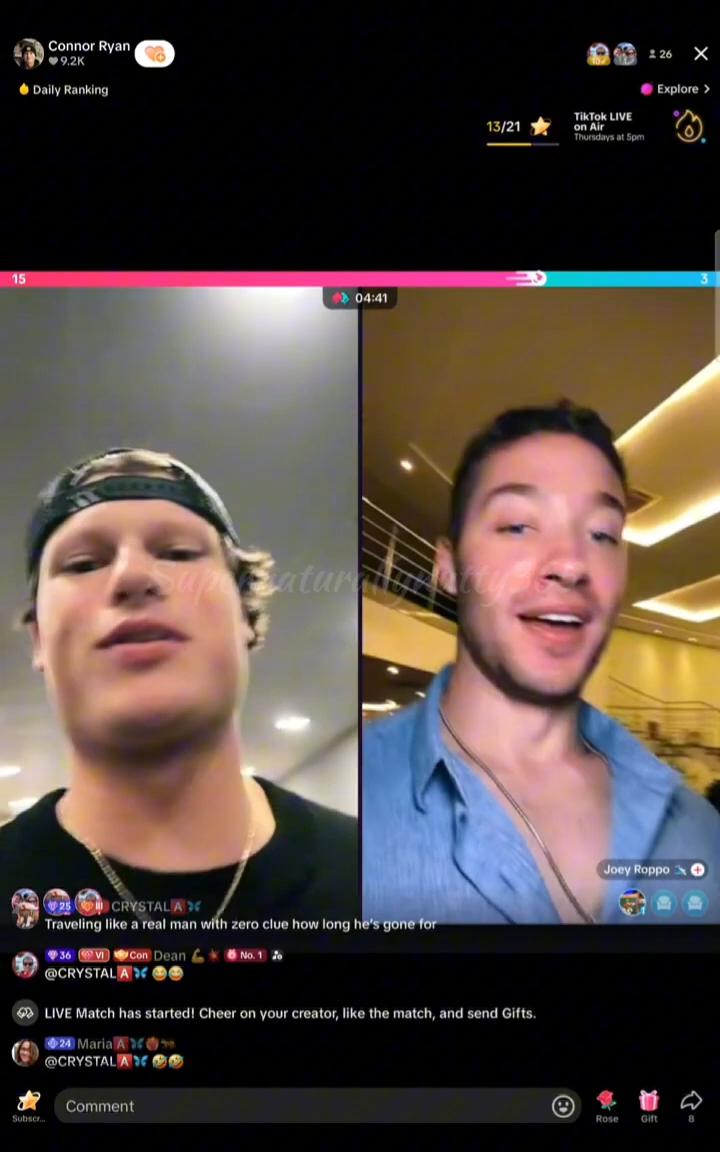 Connor Ryan
9.2K
26
Daily Ranking
Explore >
13/21
TikTok LIVE
on Air
Thursdays at 5pm
15
3
04:41
Joey Roppo
25 III CRYSTAL A
Traveling like a real man with zero clue how long he's gone for
36 VI Con Dean No. 1
@CRYSTAL A
LIVE Match has started! Cheer on your creator, like the match, and send Gifts.
24 Maria A
@CRYSTAL A
Comment
Subscr...
Rose
Gift
8